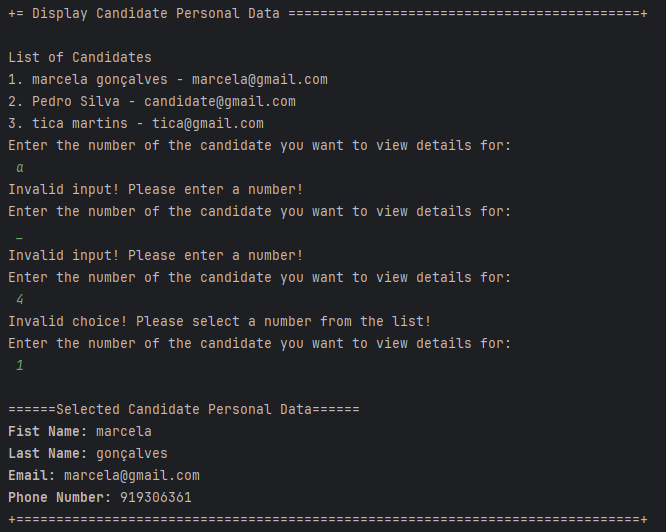 += Display Candidate Personal Data ============================================+
List of Candidates
1. marcela gonçalves - marcela@gmail.com
2. Pedro Silva - candidate@gmail.com
3. tica martins - tica@gmail.com
Enter the number of the candidate you want to view details for:
a
Invalid input! Please enter a number!
Enter the number of the candidate you want to view details for:
_
Invalid input! Please enter a number!
Enter the number of the candidate you want to view details for:
4
Invalid choice! Please select a number from the list!
Enter the number of the candidate you want to view details for:
1
======Selected Candidate Personal Data======
Fist Name: marcela
Last Name: gonçalves
Email: marcela@gmail.com
Phone Number: 919306361
+==============================================================================+